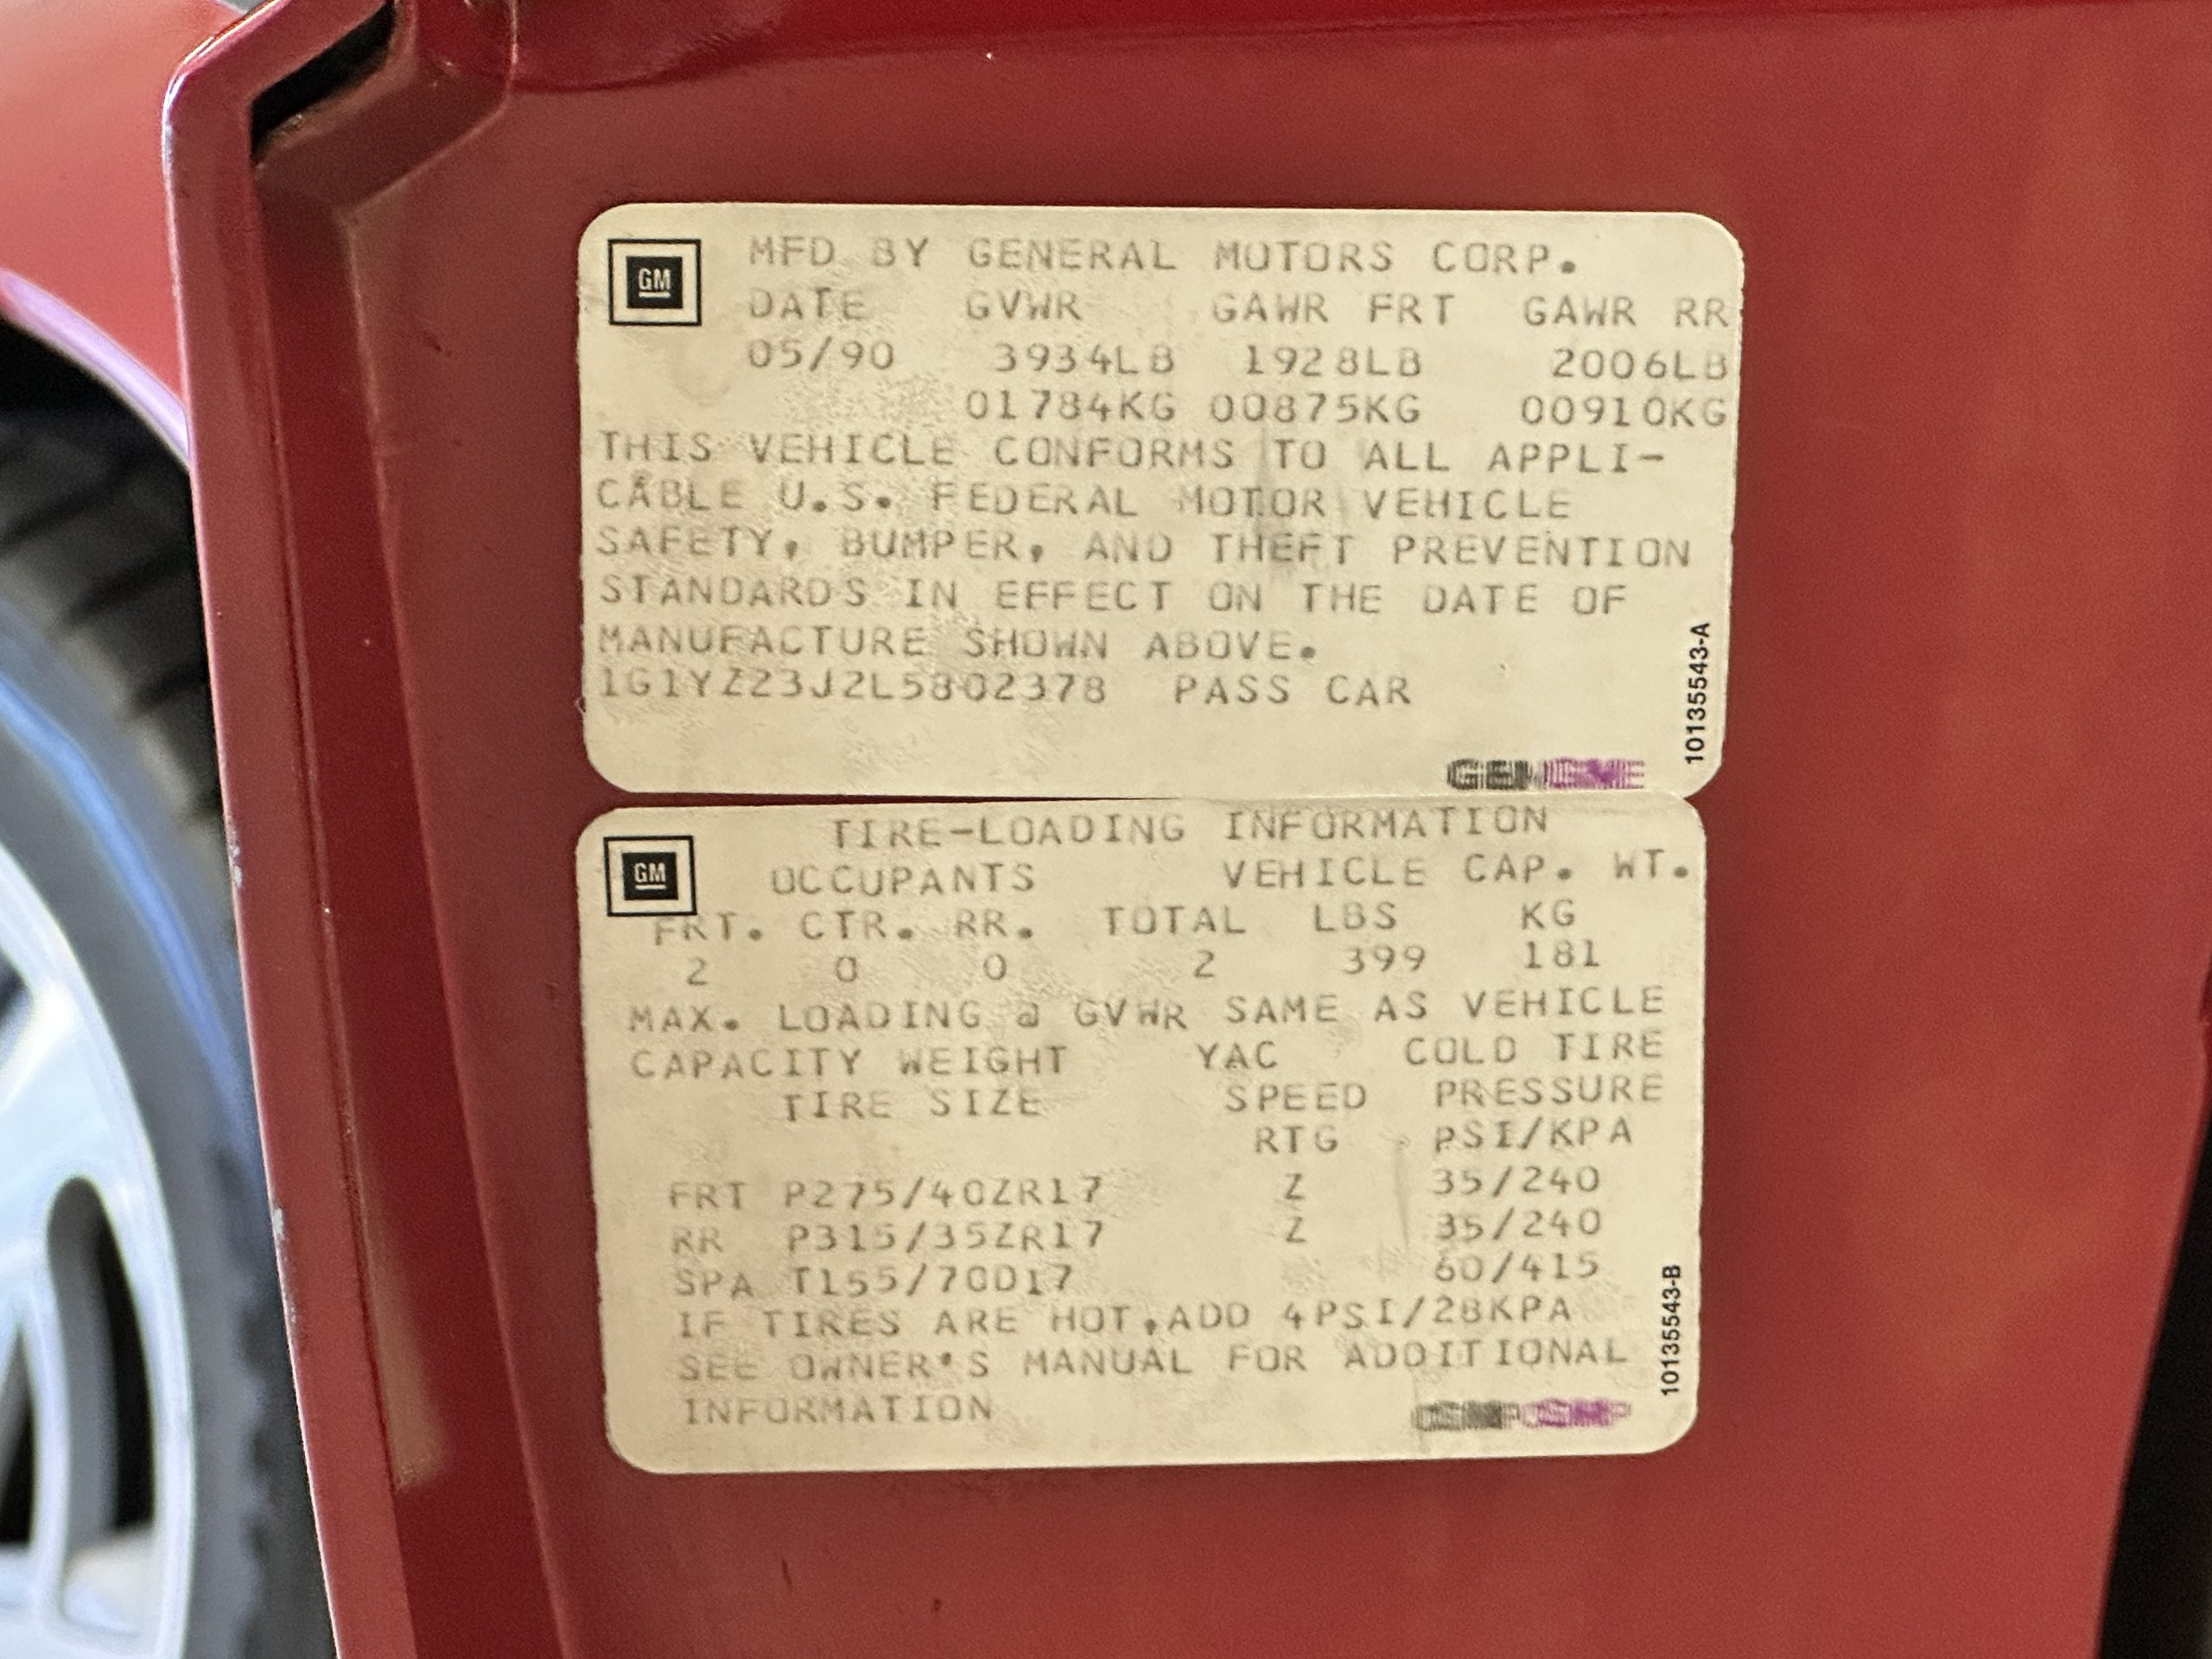 GM
MFD BY GENERAL MOTORS CORP.
DATE GVWR GAWR FRT GAWR RR
05/90 3934LB 1928LB 2006LB
01784KG 00875KG 00910KG
THIS VEHICLE CONFORMS TO ALL APPLI-
CABLE U.S. FEDERAL MOTOR VEHICLE
SAFETY, BUMPER, AND THEFT PREVENTION
STANDARDS IN EFFECT ON THE DATE OF
MANUFACTURE SHOWN ABOVE.
1G1YZ23J2L5802378 PASS CAR
10135543-A
GM
TIRE-LOADING INFORMATION
OCCUPANTS VEHICLE CAP. WT.
FRT. CTR. RR. TOTAL LBS KG
2 0 0 2 399 181
MAX. LOADING @ GVWR SAME AS VEHICLE
CAPACITY WEIGHT YAC COLD TIRE
TIRE SIZE SPEED PRESSURE
RTG PSI/KPA
FRT P275/40ZR17 Z 35/240
RR P315/35ZR17 Z 35/240
SPA T155/70D17 60/415
IF TIRES ARE HOT,ADD 4PSI/28KPA
SEE OWNER'S MANUAL FOR ADDITIONAL
INFORMATION
10135543-B